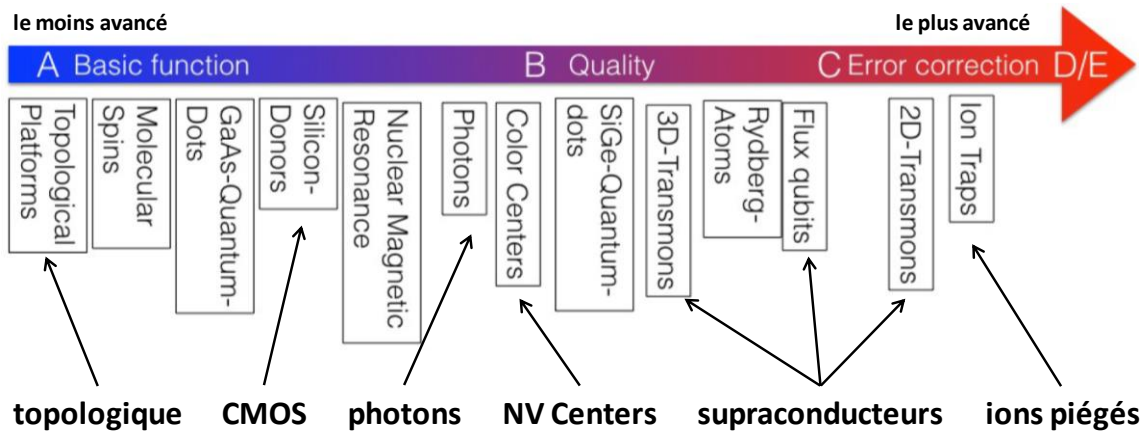 le moins avancé
le plus avancé
A Basic function B Quality C Error correction D/E
Topological
Platforms
Molecular
Spins
GaAs-Quantum-
Dots
Silicon-
Donors
Nuclear Magnetic
Resonance
Photons
Color Centers
SiGe-Quantum-
dots
3D-Transmons
Rydberg-
Atoms
Flux qubits
2D-Transmons
Ion Traps
topologique CMOS photons NV Centers supraconducteurs ions piégés